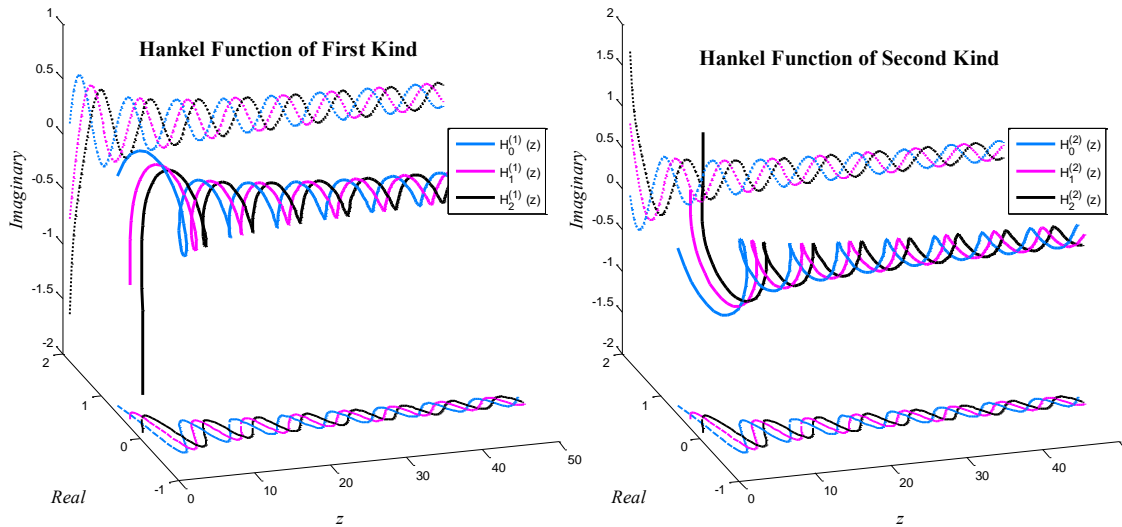 Hankel Function of First Kind
Imaginary
1
0.5
0
-0.5
-1
-1.5
-2
2
1
0
-1
Real
0
10
20
30
40
50
z
H₀⁽¹⁾ (z)
H₁⁽¹⁾ (z)
H₂⁽¹⁾ (z)
Hankel Function of Second Kind
Imaginary
2
1.5
1
0.5
0
-0.5
-1
-1.5
-2
2
1
0
-1
Real
0
10
20
30
40
z
H₀⁽²⁾ (z)
H₁⁽²⁾ (z)
H₂⁽²⁾ (z)